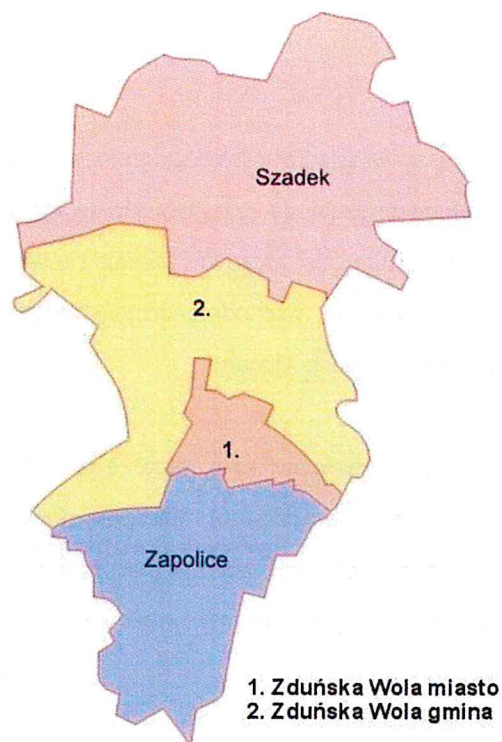 Szadek
2.
1.
Zapolice
1. Zduńska Wola miasto
2. Zduńska Wola gmina